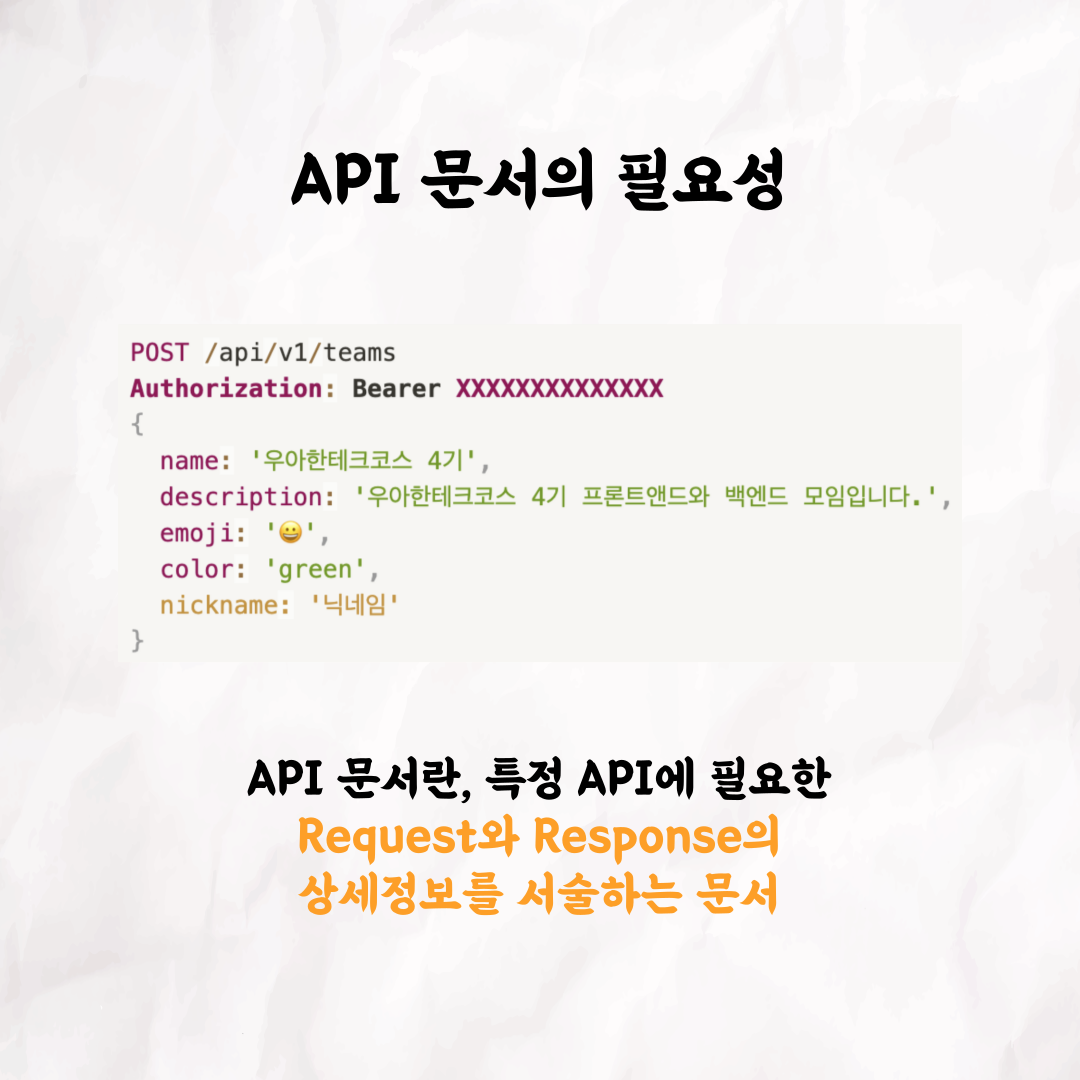 API 문서의 필요성
POST /api/v1/teams
Authorization: Bearer XXXXXXXXXXXXXX
{
name: '우아한테크코스 4기',
description: '우아한테크코스 4기 프론트앤드와 백엔드 모임입니다.',
emoji: '😀',
color: 'green',
nickname: '닉네임'
}
API 문서란, 특정 API에 필요한
Request와 Response의
상세정보를 서술하는 문서